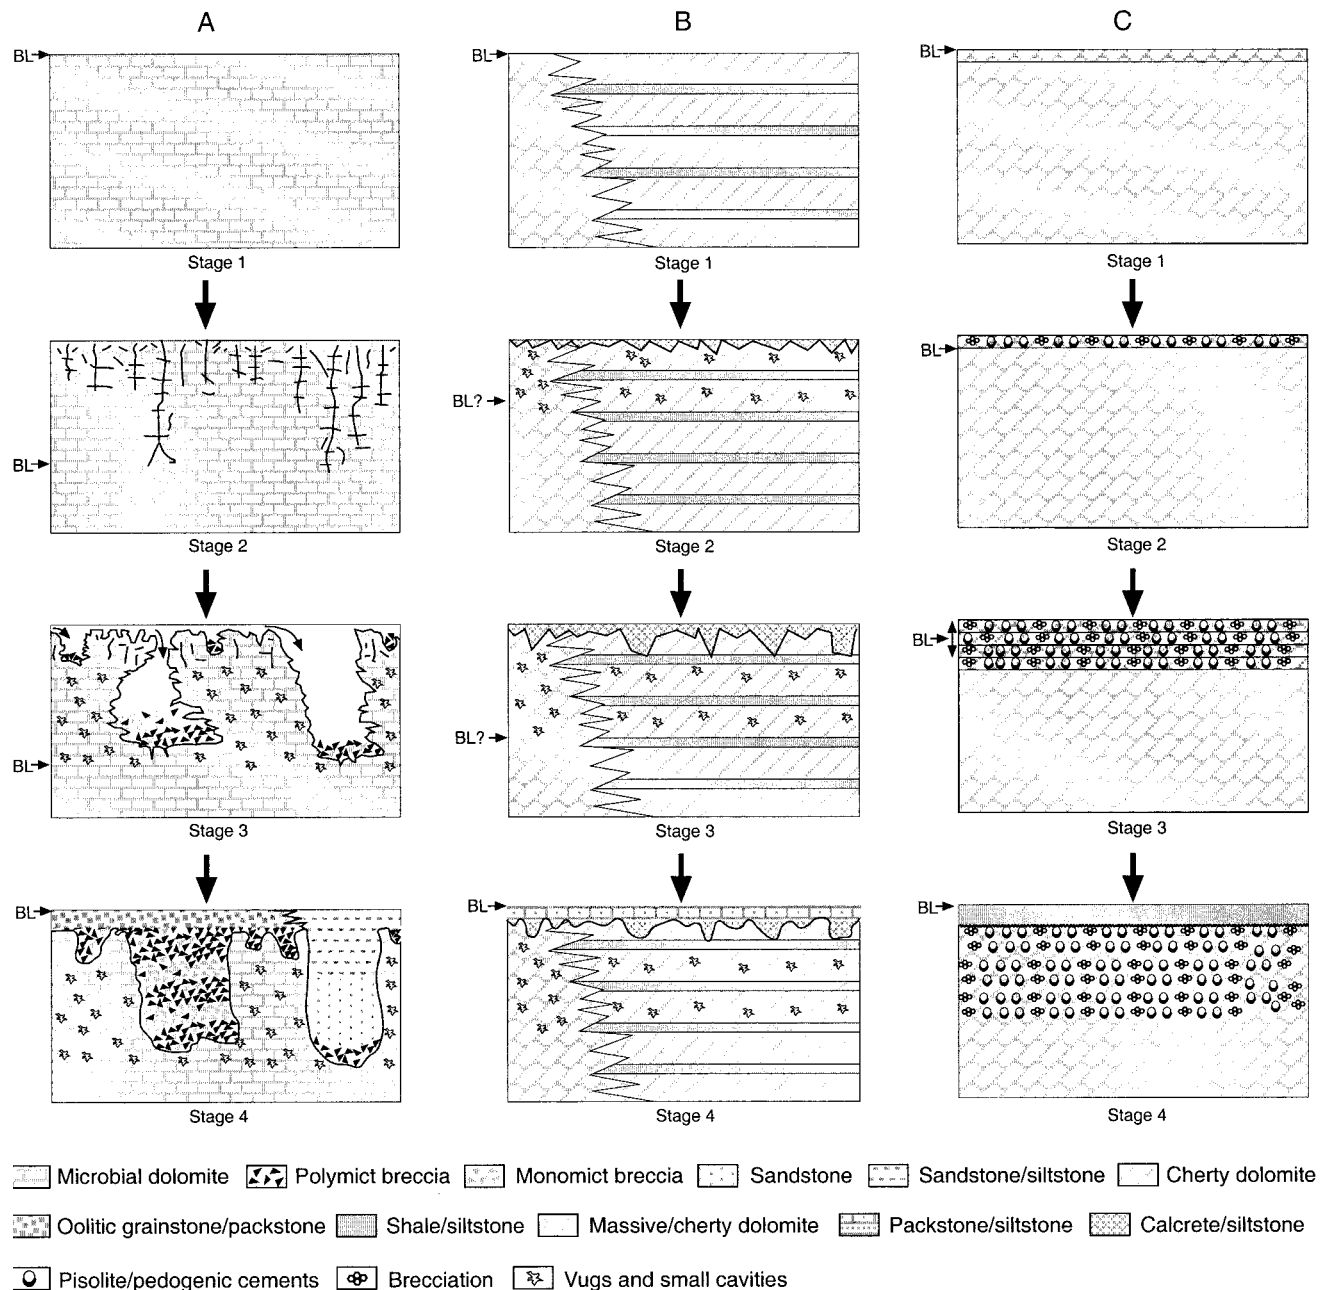 A B C
BL BL BL
Stage 1 Stage 1 Stage 1
BL BL? BL
Stage 2 Stage 2 Stage 2
BL BL? BL
Stage 3 Stage 3 Stage 3
BL BL BL
Stage 4 Stage 4 Stage 4
Microbial dolomite Polymict breccia Monomict breccia Sandstone Sandstone/siltstone Cherty dolomite
Oolitic grainstone/packstone Shale/siltstone Massive/cherty dolomite Packstone/siltstone Calcrete/siltstone
Pisolite/pedogenic cements Brecciation Vugs and small cavities